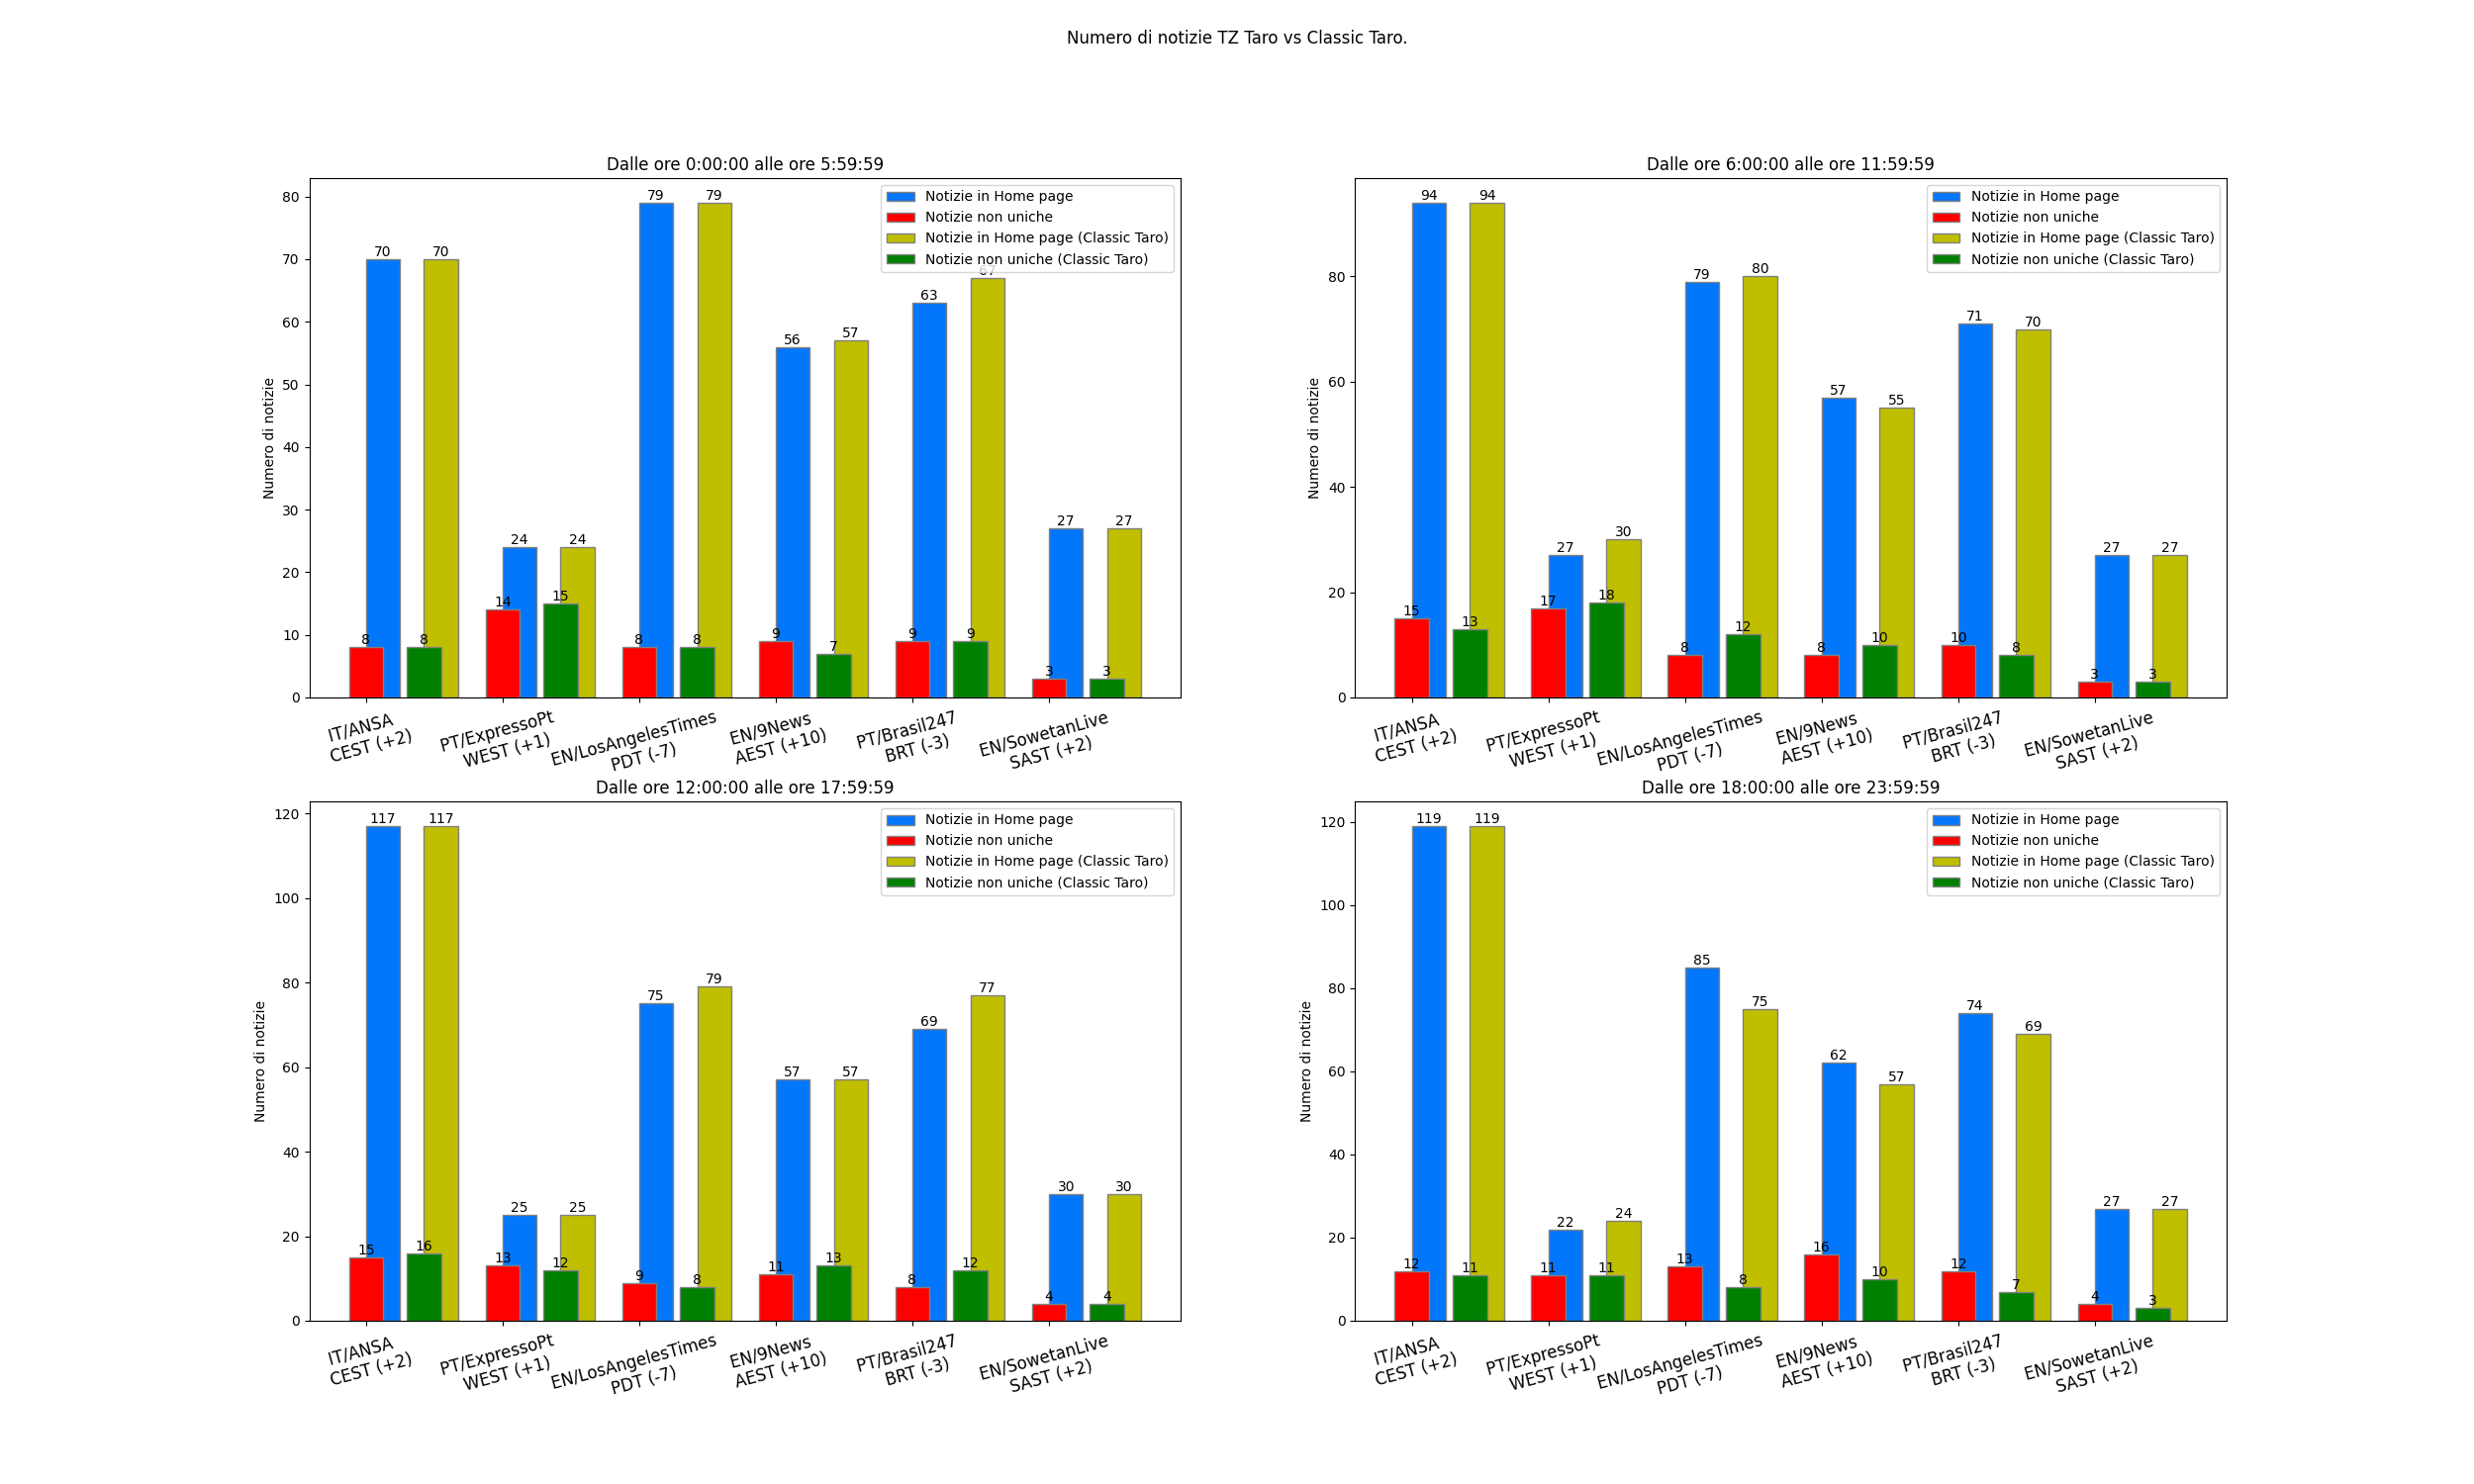 Numero di notizie TZ Taro vs Classic Taro.
Dalle ore 0:00:00 alle ore 5:59:59
Numero di notizie
80
70
60
50
40
30
20
10
0
Notizie in Home page
Notizie non uniche
Notizie in Home page (Classic Taro)
Notizie non uniche (Classic Taro)
70 70 24 24 79 79 56 57 63 67 27 27
8 8 14 15 8 8 9 7 9 9 3 3
IT/ANSA
CEST (+2)
PT/ExpressoPt
WEST (+1)
EN/LosAngelesTimes
PDT (-7)
EN/9News
AEST (+10)
PT/Brasil247
BRT (-3)
EN/SowetanLive
SAST (+2)
Dalle ore 6:00:00 alle ore 11:59:59
Numero di notizie
80
60
40
20
0
Notizie in Home page
Notizie non uniche
Notizie in Home page (Classic Taro)
Notizie non uniche (Classic Taro)
94 94 27 30 79 80 57 55 71 70 27 27
15 13 17 18 8 12 8 10 10 8 3 3
IT/ANSA
CEST (+2)
PT/ExpressoPt
WEST (+1)
EN/LosAngelesTimes
PDT (-7)
EN/9News
AEST (+10)
PT/Brasil247
BRT (-3)
EN/SowetanLive
SAST (+2)
Dalle ore 12:00:00 alle ore 17:59:59
Numero di notizie
120
100
80
60
40
20
0
Notizie in Home page
Notizie non uniche
Notizie in Home page (Classic Taro)
Notizie non uniche (Classic Taro)
117 117 25 25 75 79 57 57 69 77 30 30
15 16 13 12 9 8 11 13 8 12 4 4
IT/ANSA
CEST (+2)
PT/ExpressoPt
WEST (+1)
EN/LosAngelesTimes
PDT (-7)
EN/9News
AEST (+10)
PT/Brasil247
BRT (-3)
EN/SowetanLive
SAST (+2)
Dalle ore 18:00:00 alle ore 23:59:59
Numero di notizie
120
100
80
60
40
20
0
Notizie in Home page
Notizie non uniche
Notizie in Home page (Classic Taro)
Notizie non uniche (Classic Taro)
119 119 22 24 85 75 62 57 74 69 27 27
12 11 11 11 13 8 16 10 12 7 4 3
IT/ANSA
CEST (+2)
PT/ExpressoPt
WEST (+1)
EN/LosAngelesTimes
PDT (-7)
EN/9News
AEST (+10)
PT/Brasil247
BRT (-3)
EN/SowetanLive
SAST (+2)